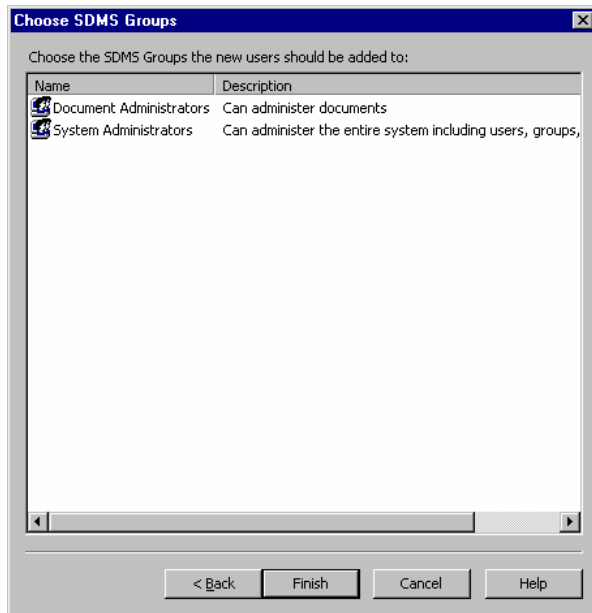 Choose SDMS Groups
Choose the SDMS Groups the new users should be added to:
Name Description
Document Administrators Can administer documents
System Administrators Can administer the entire system including users, groups,
< Back Finish Cancel Help